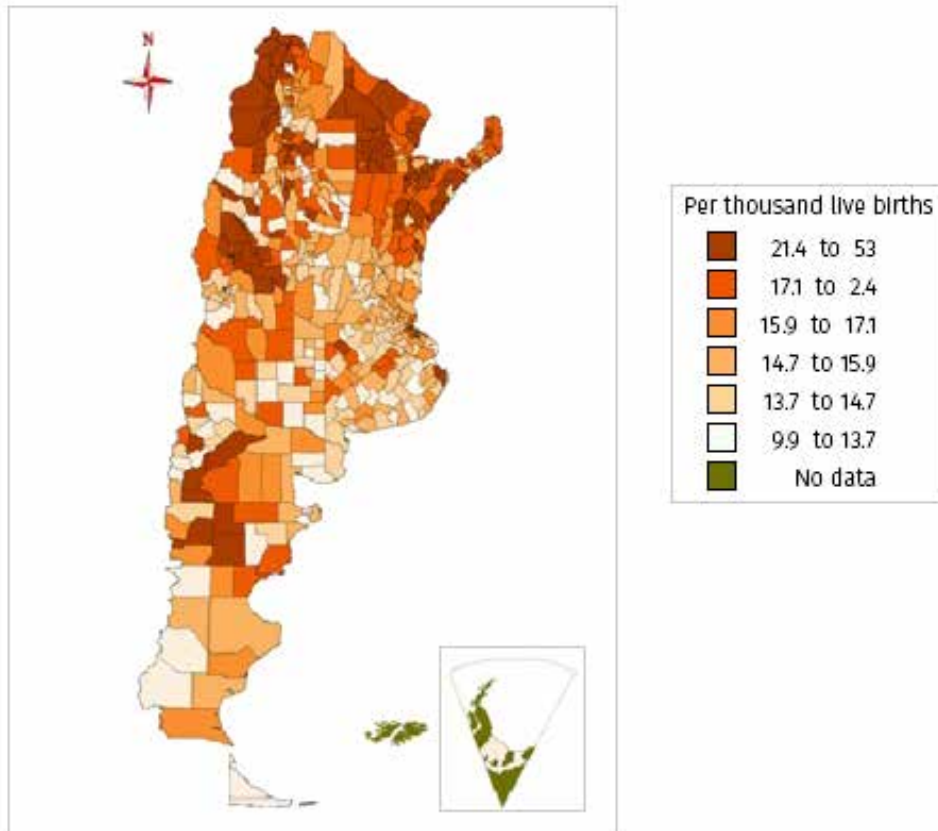 N
Per thousand live births
21.4 to 53
17.1 to 2.4
15.9 to 17.1
14.7 to 15.9
13.7 to 14.7
9.9 to 13.7
No data